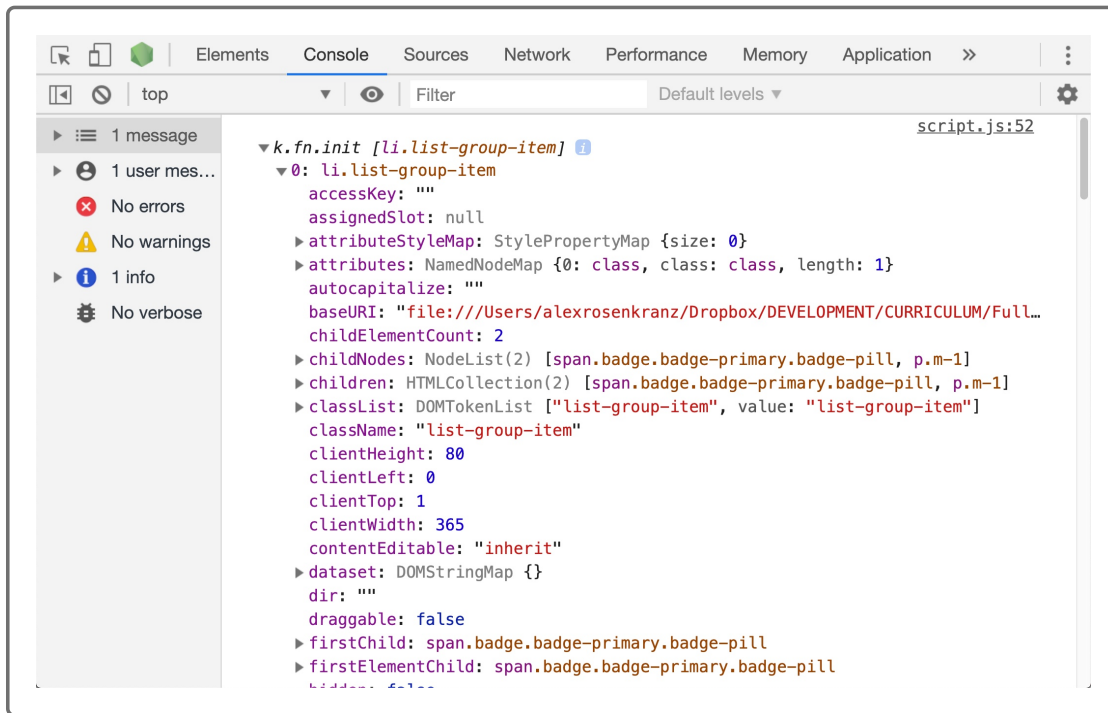 Elements Console Sources Network Performance Memory Application »
top Filter Default levels ▼
1 message
1 user mes...
No errors
No warnings
1 info
No verbose
script.js:52
k.fn.init [li.list-group-item]
0: li.list-group-item
accessKey: ""
assignedSlot: null
attributeStyleMap: StylePropertyMap {size: 0}
attributes: NamedNodeMap {0: class, class: class, length: 1}
autocapitalize: ""
baseURI: "file:///Users/alexrosenkranz/Dropbox/DEVELOPMENT/CURRICULUM/Full…
childElementCount: 2
childNodes: NodeList(2) [span.badge.badge-primary.badge-pill, p.m-1]
children: HTMLCollection(2) [span.badge.badge-primary.badge-pill, p.m-1]
classList: DOMTokenList ["list-group-item", value: "list-group-item"]
className: "list-group-item"
clientHeight: 80
clientLeft: 0
clientTop: 1
clientWidth: 365
contentEditable: "inherit"
dataset: DOMStringMap {}
dir: ""
draggable: false
firstChild: span.badge.badge-primary.badge-pill
firstElementChild: span.badge.badge-primary.badge-pill
hidden: false